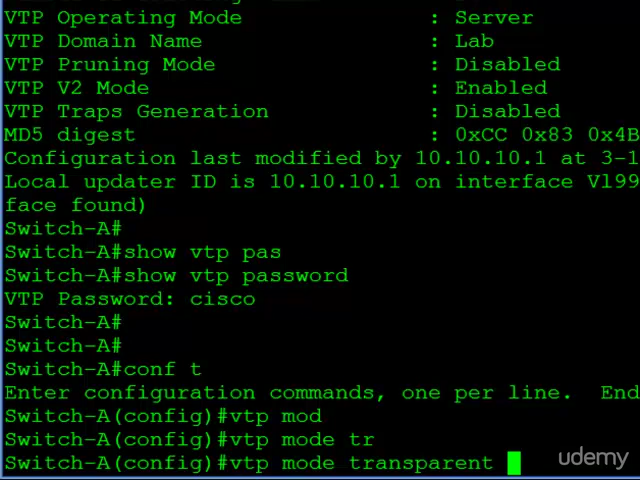 VTP Operating Mode : Server
VTP Domain Name : Lab
VTP Pruning Mode : Disabled
VTP V2 Mode : Enabled
VTP Traps Generation : Disabled
MD5 digest : 0xCC 0x83 0x4B
Configuration last modified by 10.10.10.1 at 3-1
Local updater ID is 10.10.10.1 on interface Vl99
face found)
Switch-A#
Switch-A#show vtp pas
Switch-A#show vtp password
VTP Password: cisco
Switch-A#
Switch-A#
Switch-A#conf t
Enter configuration commands, one per line. End
Switch-A(config)#vtp mod
Switch-A(config)#vtp mode tr
Switch-A(config)#vtp mode transparent
udemy